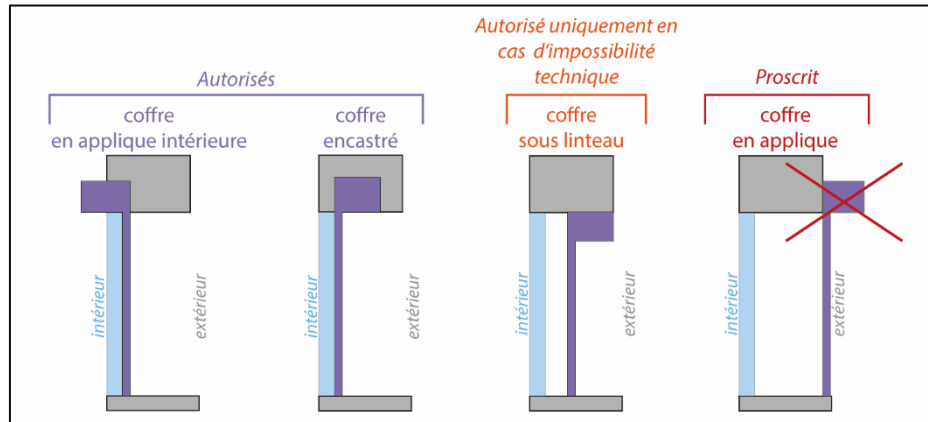 Autorisés
coffre
en applique intérieure
coffre
encastré
Autorisé uniquement en
cas d'impossibilité
technique
coffre
sous linteau
Proscrit
coffre
en applique
intérieur
extérieur
intérieur
extérieur
intérieur
extérieur
intérieur
extérieur